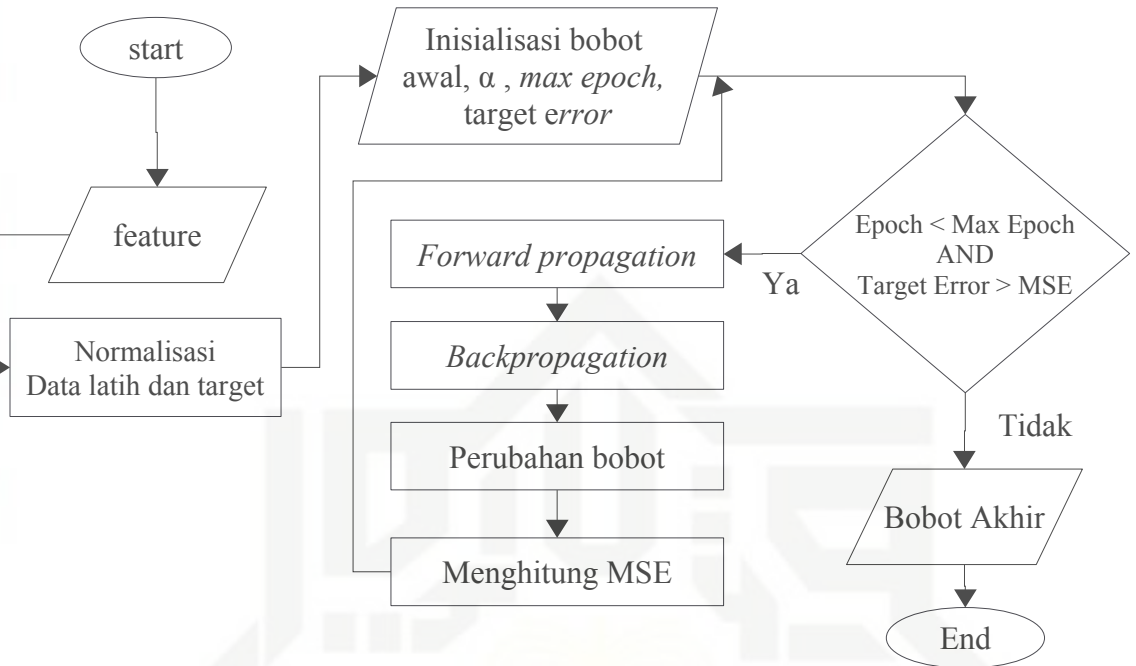 start
feature
Normalisasi
Data latih dan target
Inisialisasi bobot
awal, α , max epoch,
target error
Epoch < Max Epoch
AND
Target Error > MSE
Ya
Forward propagation
Backpropagation
Perubahan bobot
Menghitung MSE
Tidak
Bobot Akhir
End